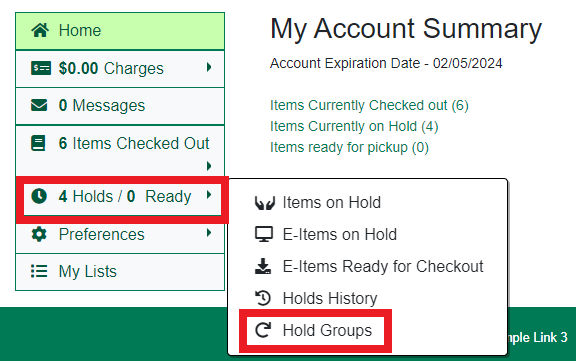 Home
$0.00 Charges
0 Messages
6 Items Checked Out
4 Holds / 0 Ready
Preferences
My Lists
My Account Summary
Account Expiration Date - 02/05/2024
Items Currently Checked out (6)
Items Currently on Hold (4)
Items ready for pickup (0)
Items on Hold
E-Items on Hold
E-Items Ready for Checkout
Holds History
Hold Groups
Link 3